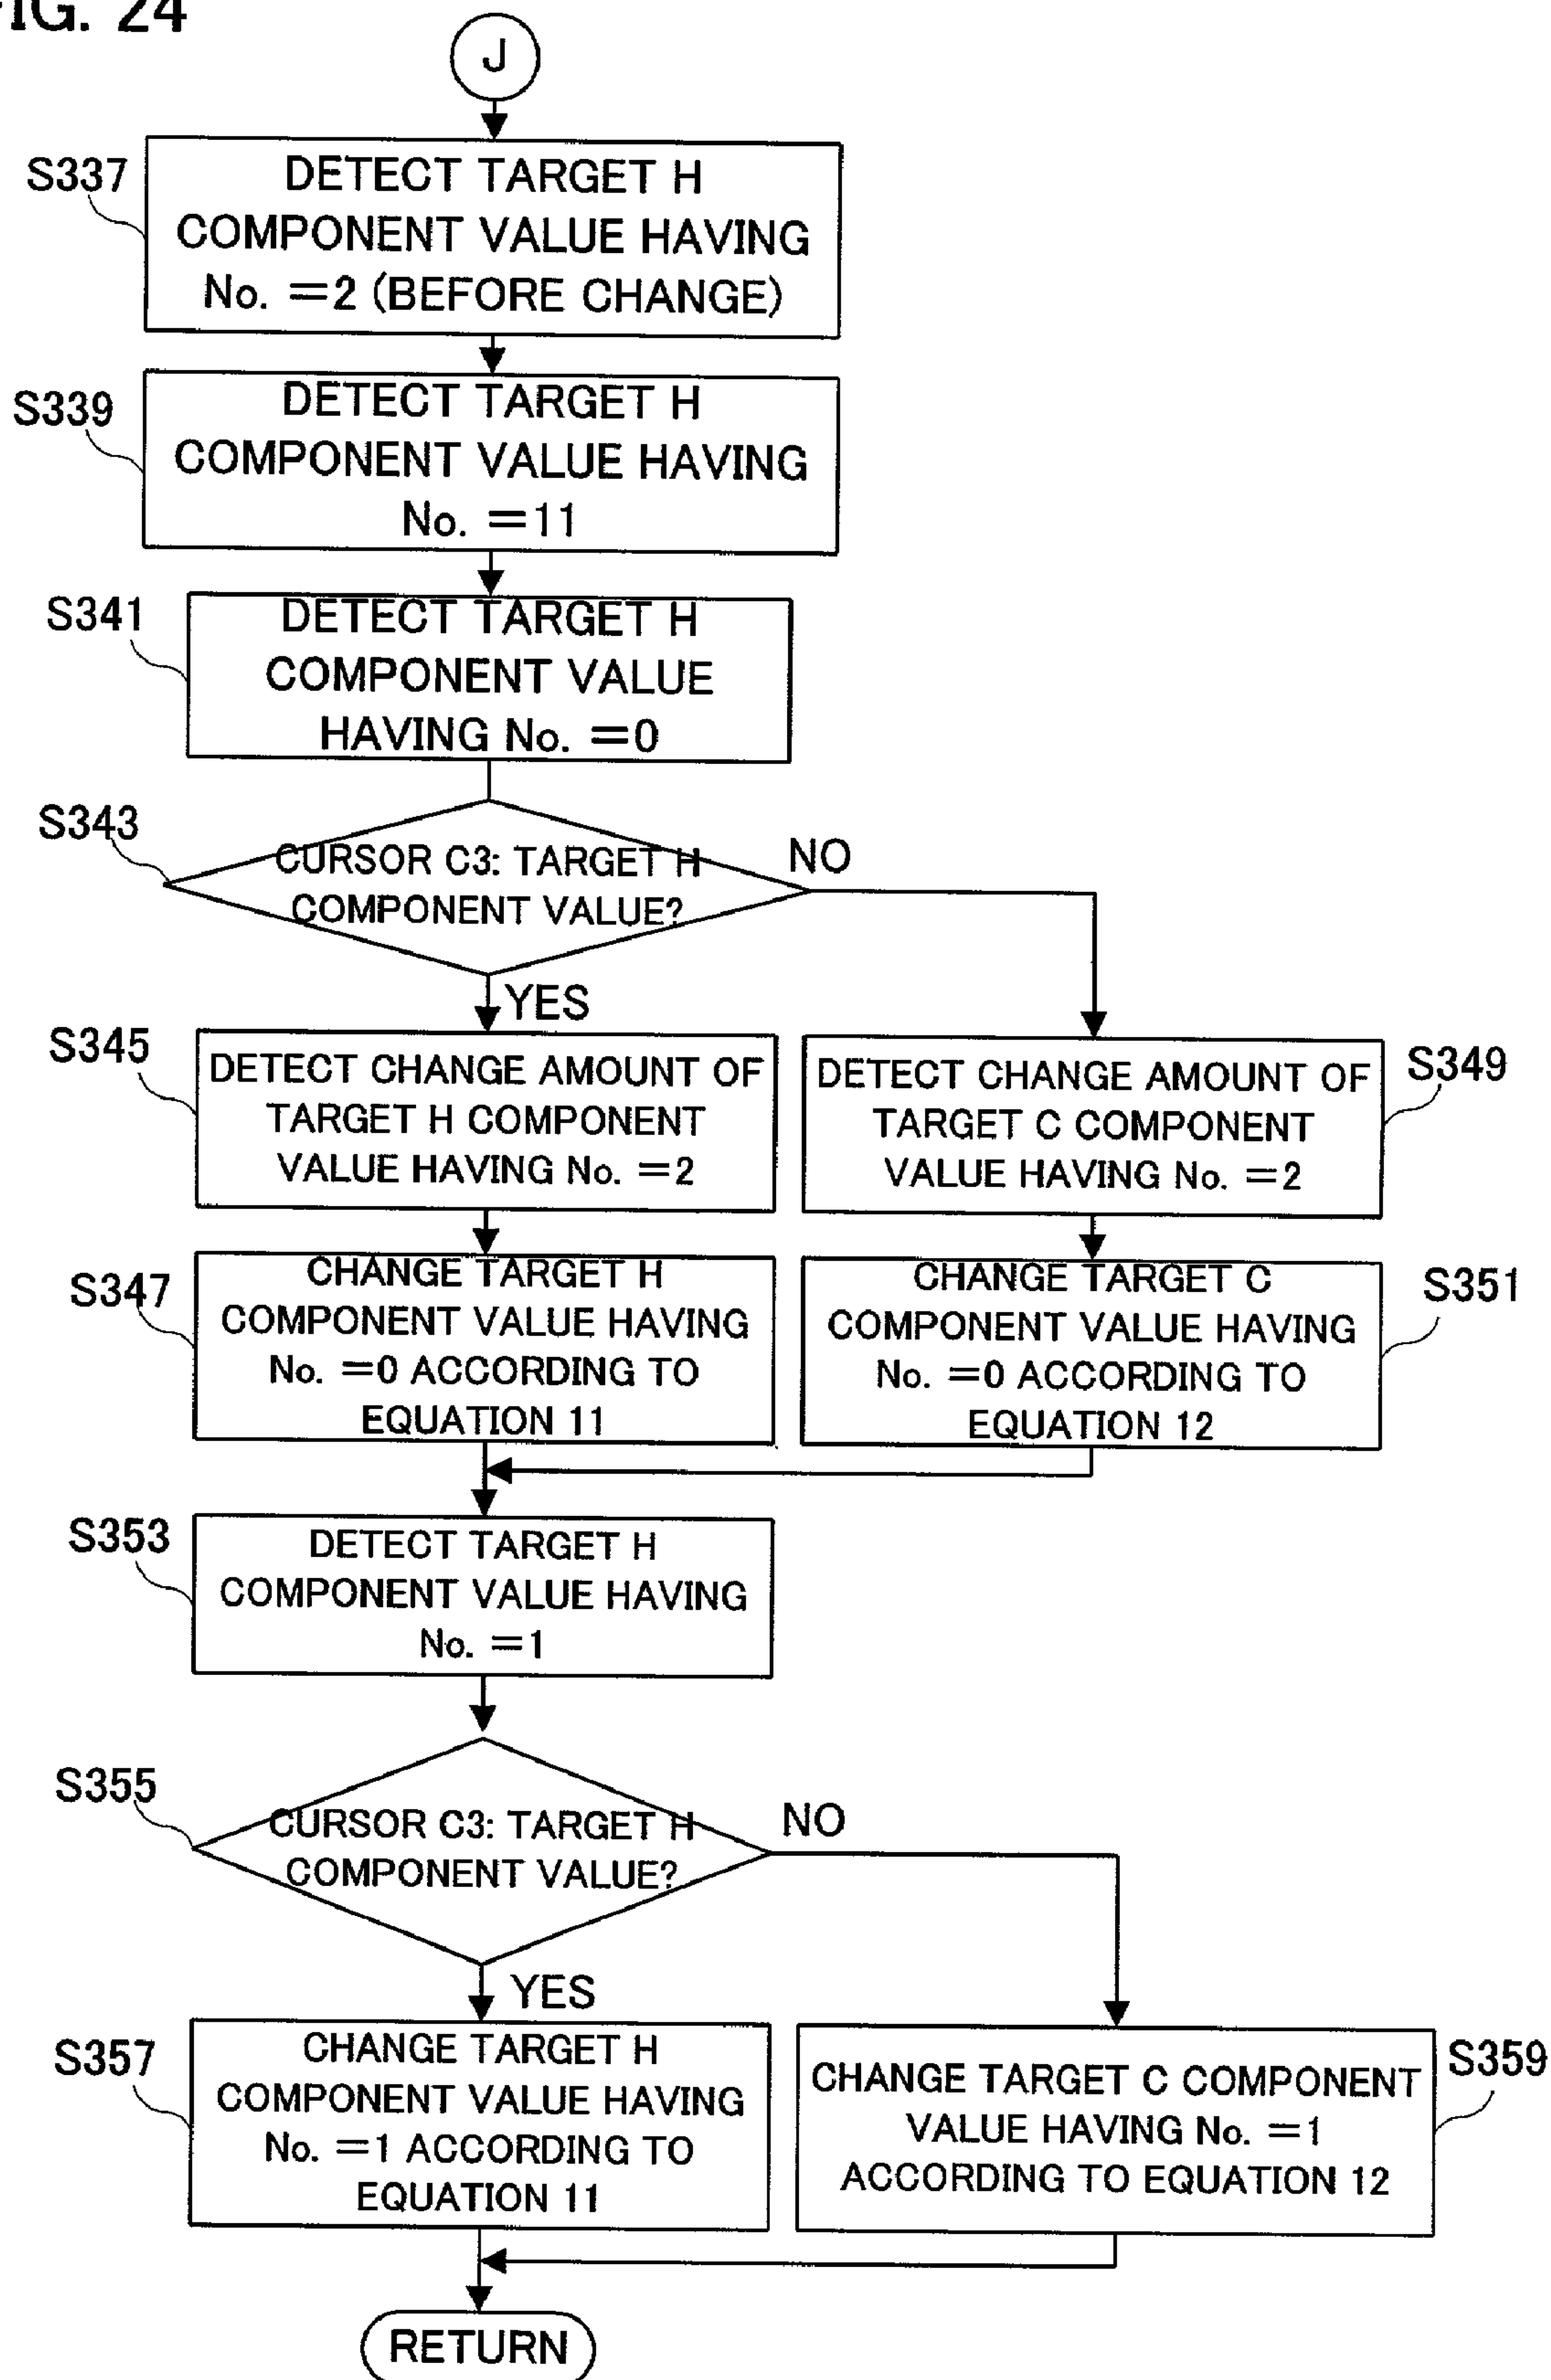 FIG. 24
J
S337
DETECT TARGET H
COMPONENT VALUE HAVING
No. =2 (BEFORE CHANGE)
S339
DETECT TARGET H
COMPONENT VALUE HAVING
No. =11
S341
DETECT TARGET H
COMPONENT VALUE
HAVING No. =0
S343
CURSOR C3: TARGET H
COMPONENT VALUE?
NO
YES
S345
DETECT CHANGE AMOUNT OF
TARGET H COMPONENT
VALUE HAVING No. =2
S349
DETECT CHANGE AMOUNT OF
TARGET C COMPONENT
VALUE HAVING No. =2
S347
CHANGE TARGET H
COMPONENT VALUE HAVING
No. =0 ACCORDING TO
EQUATION 11
S351
CHANGE TARGET C
COMPONENT VALUE HAVING
No. =0 ACCORDING TO
EQUATION 12
S353
DETECT TARGET H
COMPONENT VALUE HAVING
No. =1
S355
CURSOR C3: TARGET H
COMPONENT VALUE?
NO
YES
S357
CHANGE TARGET H
COMPONENT VALUE HAVING
No. =1 ACCORDING TO
EQUATION 11
S359
CHANGE TARGET C COMPONENT
VALUE HAVING No. =1
ACCORDING TO EQUATION 12
RETURN